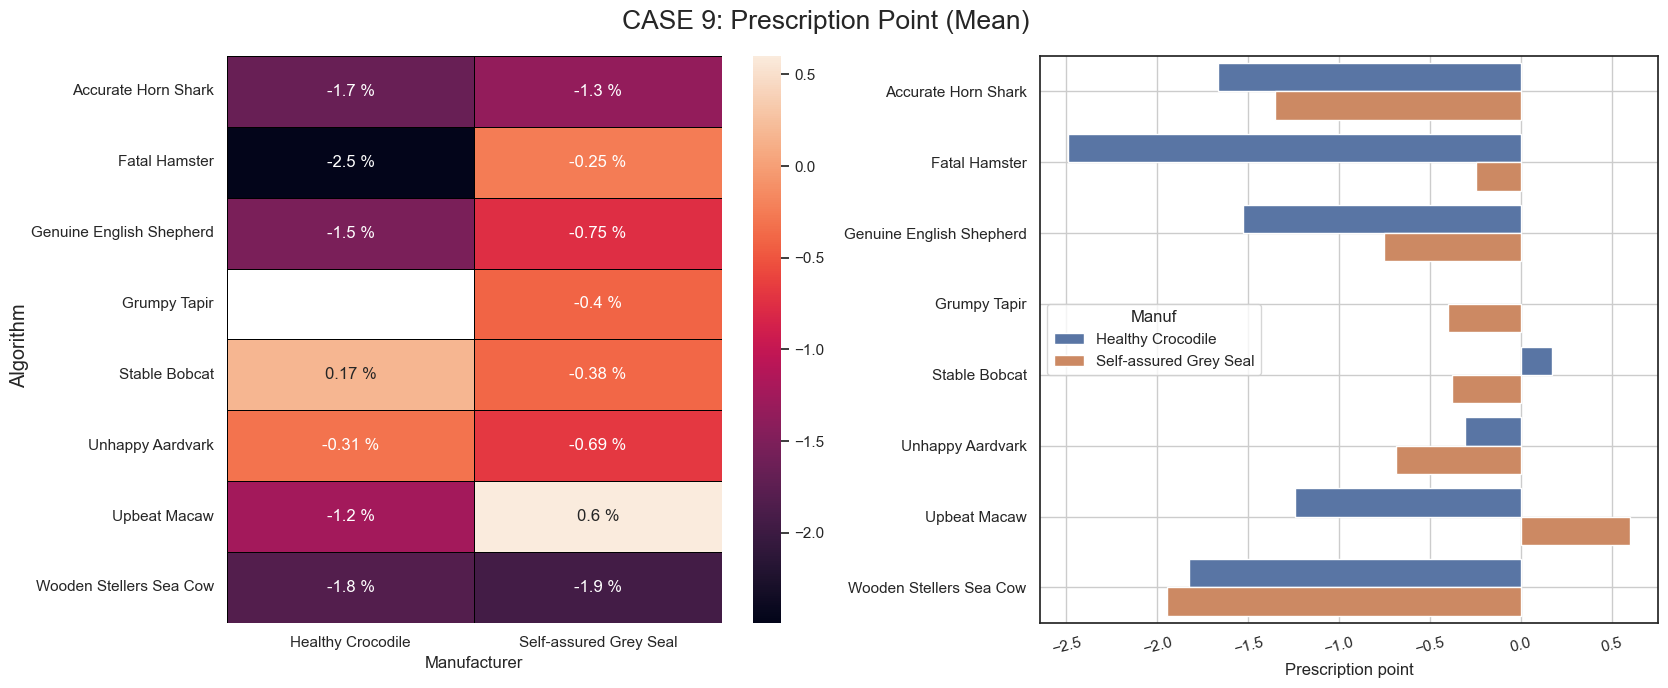 CASE 9: Prescription Point (Mean)
Algorithm
Accurate Horn Shark
Fatal Hamster
Genuine English Shepherd
Grumpy Tapir
Stable Bobcat
Unhappy Aardvark
Upbeat Macaw
Wooden Stellers Sea Cow
-1.7 %
-1.3 %
-2.5 %
-0.25 %
-1.5 %
-0.75 %
-0.4 %
0.17 %
-0.38 %
-0.31 %
-0.69 %
-1.2 %
0.6 %
-1.8 %
-1.9 %
Healthy Crocodile
Self-assured Grey Seal
Manufacturer
0.5
0.0
−0.5
−1.0
−1.5
−2.0
Accurate Horn Shark
Fatal Hamster
Genuine English Shepherd
Grumpy Tapir
Stable Bobcat
Unhappy Aardvark
Upbeat Macaw
Wooden Stellers Sea Cow
Manuf
Healthy Crocodile
Self-assured Grey Seal
−2.5
−2.0
−1.5
−1.0
−0.5
0.0
0.5
Prescription point